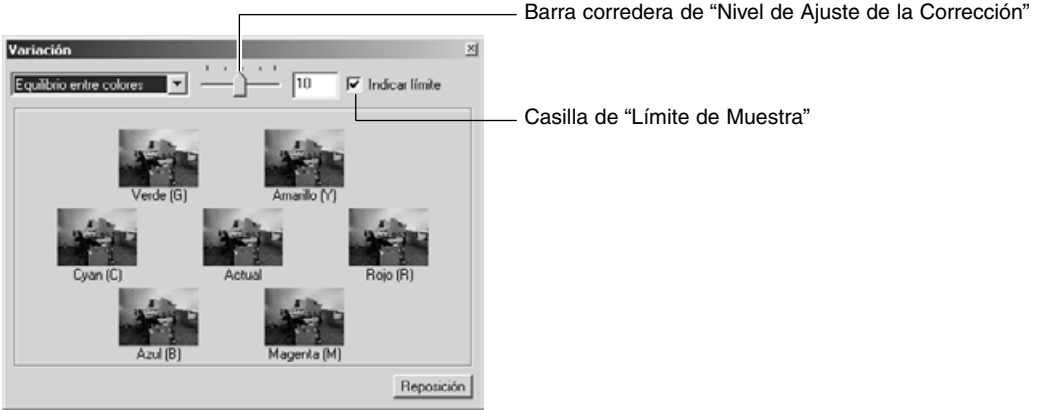 Barra corredera de “Nivel de Ajuste de la Corrección”
Variación
Equilibrio entre colores
10
Indicar límite
Casilla de “Límite de Muestra”
Verde (G)
Amarillo (Y)
Cyan (C)
Actual
Rojo (R)
Azul (B)
Magenta (M)
Reposición